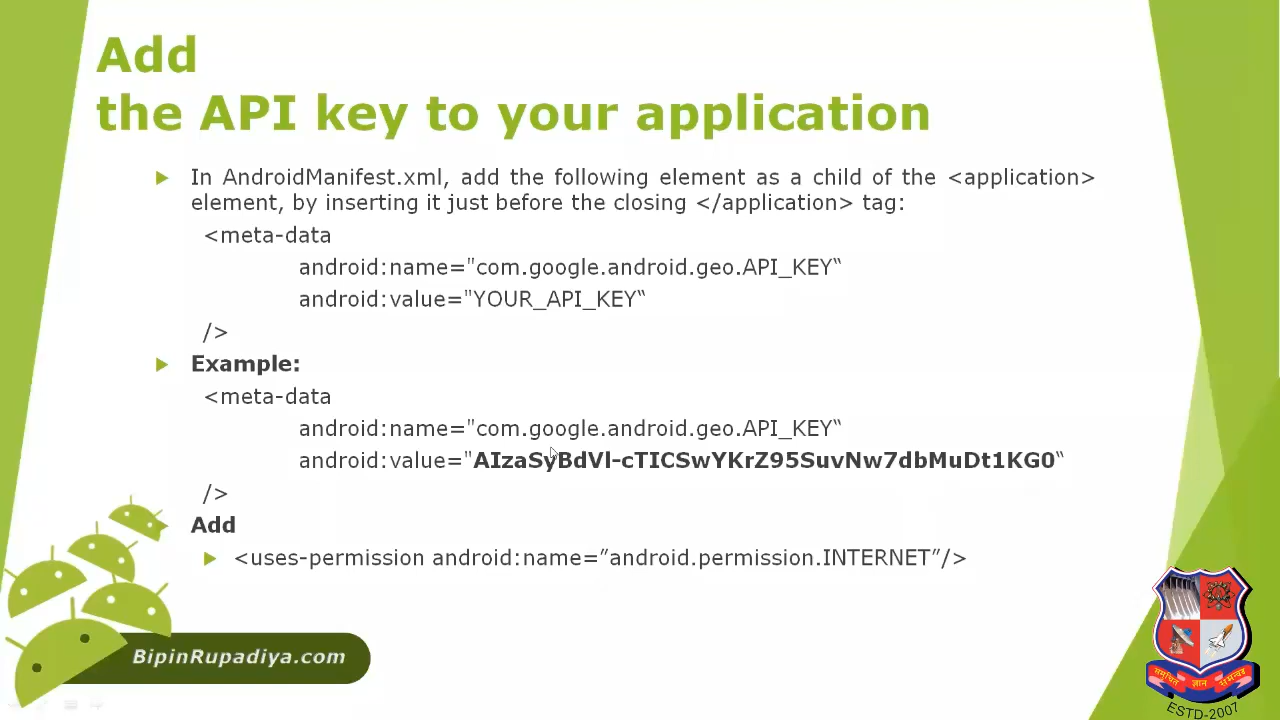 Add
the API key to your application
In AndroidManifest.xml, add the following element as a child of the <application>
element, by inserting it just before the closing </application> tag:
<meta-data
android:name="com.google.android.geo.API_KEY“
android:value="YOUR_API_KEY“
/>
Example:
<meta-data
android:name="com.google.android.geo.API_KEY“
android:value="AIzaSyBdVl-cTICSwYKrZ95SuvNw7dbMuDt1KG0“
/>
Add
<uses-permission android:name=”android.permission.INTERNET”/>
BipinRupadiya.com
समुचित ज्ञान समन्वय
ESTD-2007